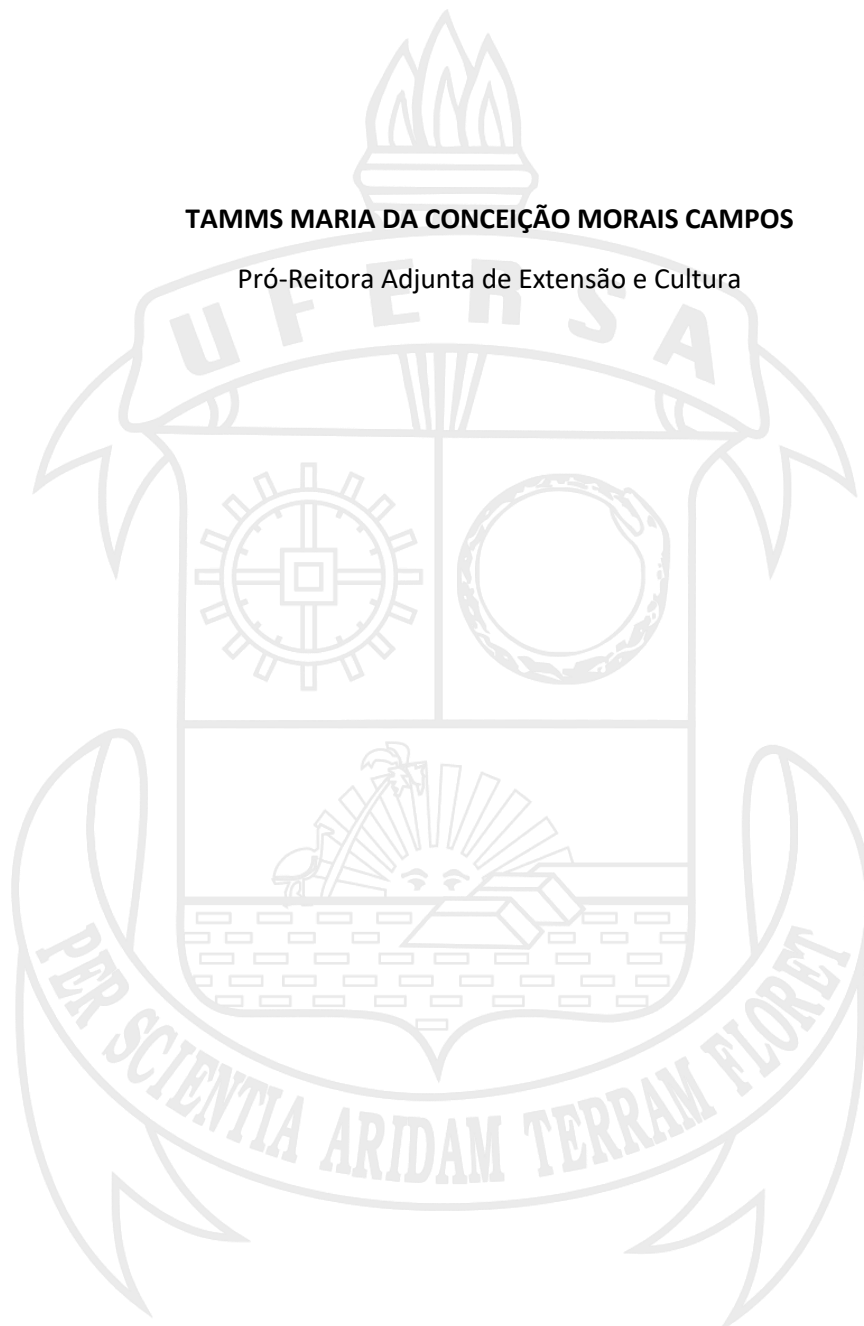 TAMMS MARIA DA CONCEIÇÃO MORAIS CAMPOS
Pró-Reitora Adjunta de Extensão e Cultura
UFERSA
PER SCIENTIA ARIDAM TERRAM FLORET